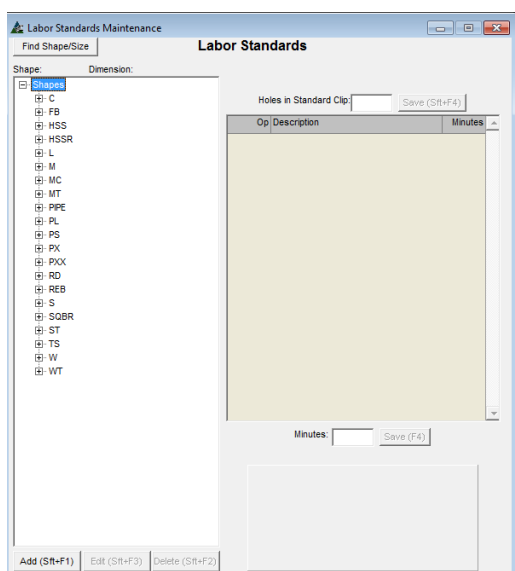 Labor Standards Maintenance
Find Shape/Size
Labor Standards
Shape: Dimension:
Shapes
C
FB
HSS
HSSR
L
M
MC
MT
PIPE
PL
PS
PX
PXX
RD
REB
S
SQBR
ST
TS
W
WT
Holes in Standard Clip: Save (Sft+F4)
Op Description Minutes
Minutes: Save (F4)
Add (Sft+F1) Edit (Sft+F3) Delete (Sft+F2)